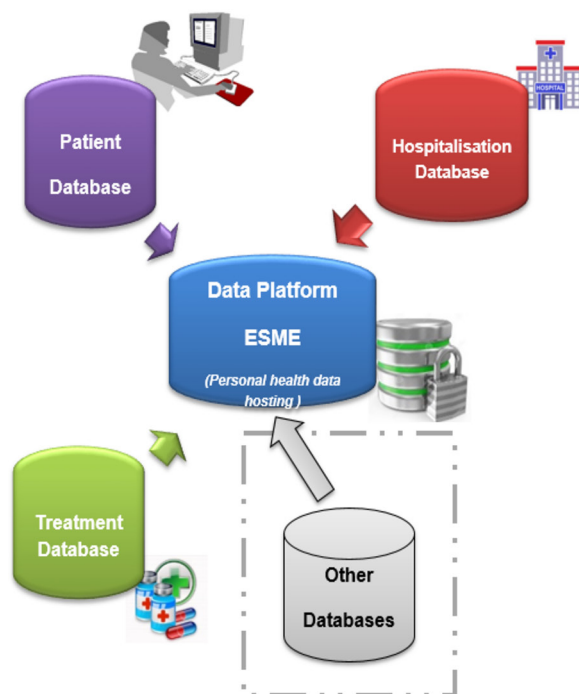 Patient
Database
HOSPITAL
Hospitalisation
Database
Data Platform
ESME
(Personal health data
hosting )
Treatment
Database
Other
Databases